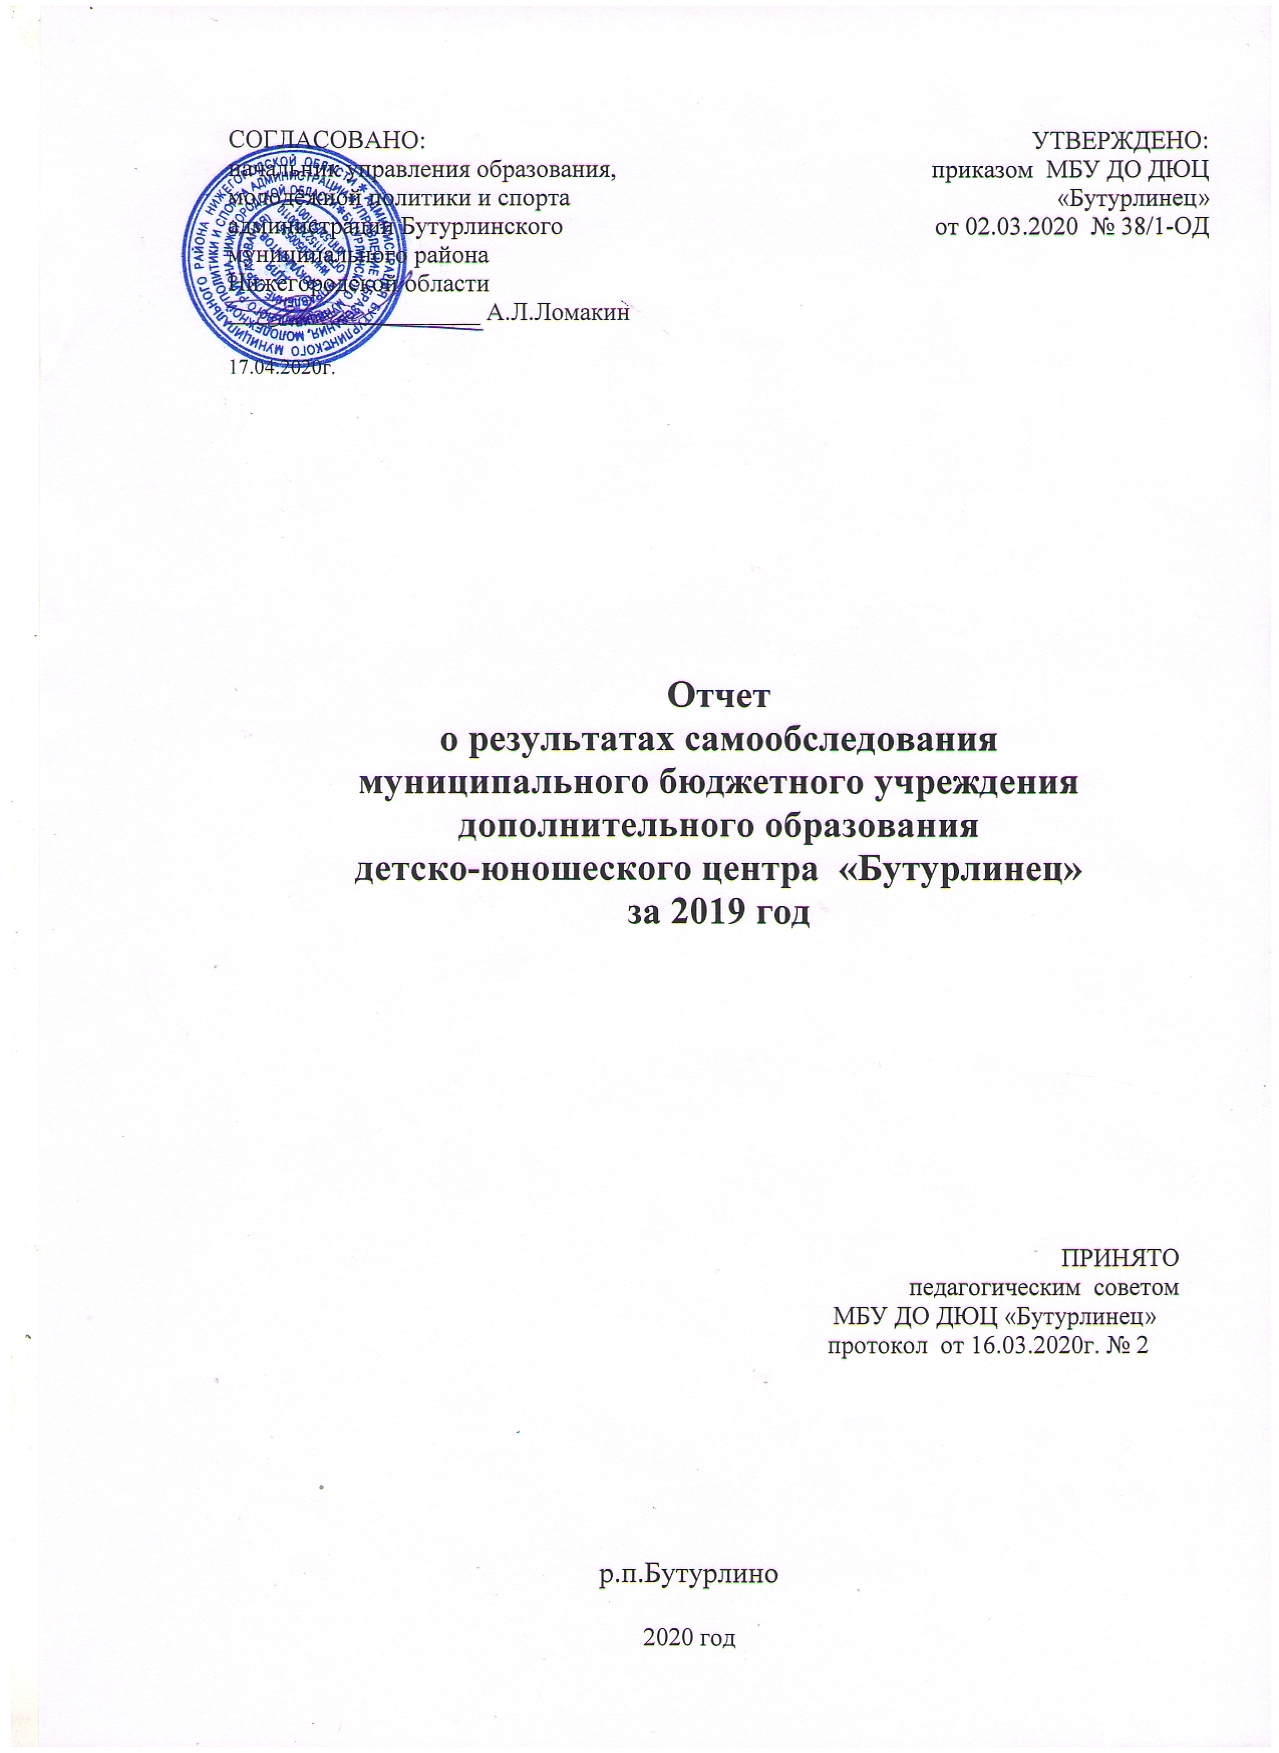 СОГЛАСОВАНО:
начальник управления образования,
молодежной политики и спорта
администрации Бутурлинского
муниципального района
Нижегородской области
А.Л.Ломакин
17.04.2020г.
УТВЕРЖДЕНО:
приказом МБУ ДО ДЮЦ
«Бутурлинец»
от 02.03.2020 № 38/1-ОД
Отчет
о результатах самообследования
муниципального бюджетного учреждения
дополнительного образования
детско-юношеского центра «Бутурлинец»
за 2019 год
ПРИНЯТО
педагогическим советом
МБУ ДО ДЮЦ «Бутурлинец»
протокол от 16.03.2020г. № 2
р.п.Бутурлино
2020 год